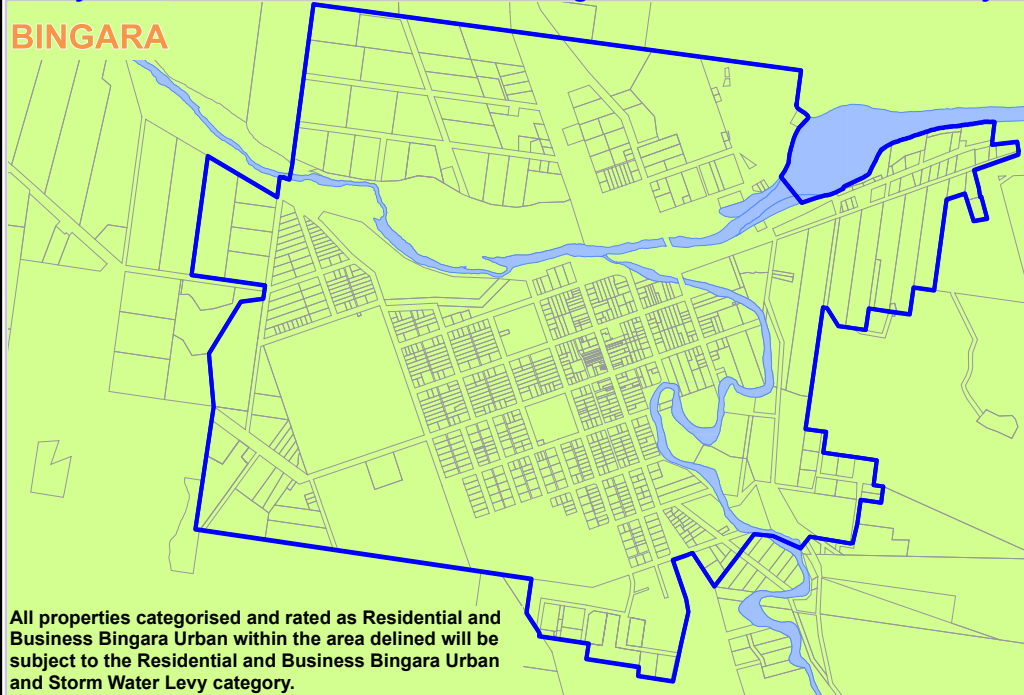 BINGARA
All properties categorised and rated as Residential and
Business Bingara Urban within the area delined will be
subject to the Residential and Business Bingara Urban
and Storm Water Levy category.